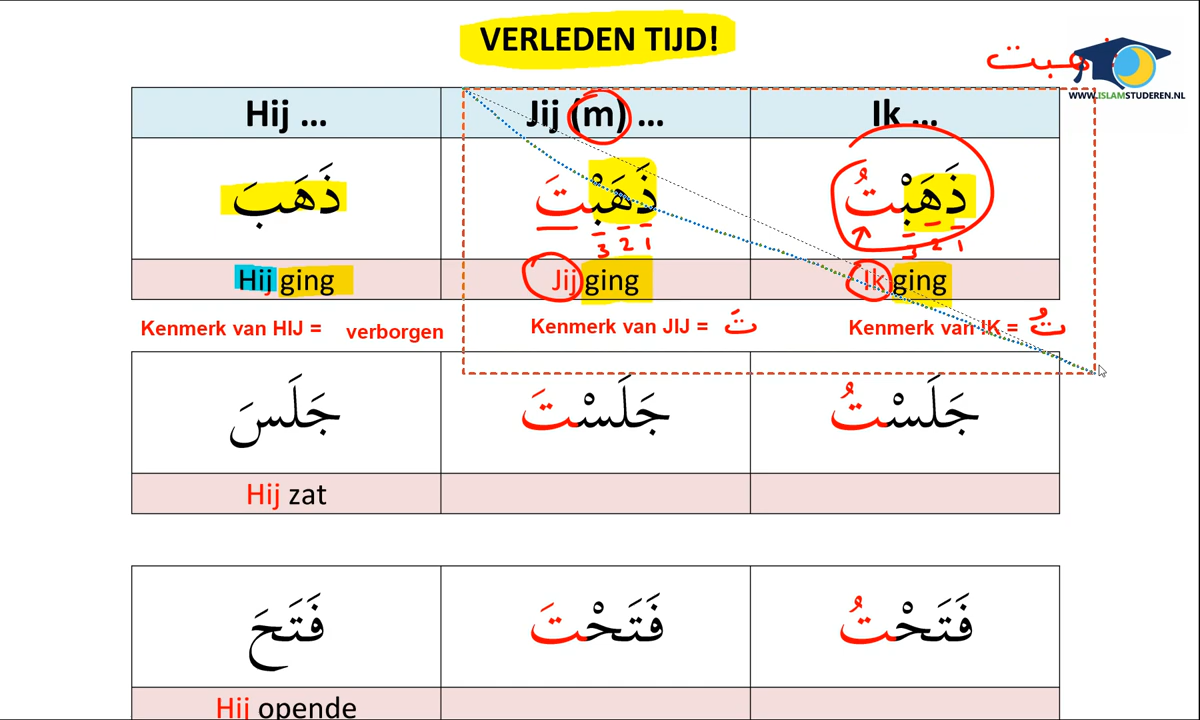 VERLEDEN TIJD!
WWW.ISLAMSTUDEREN.NL
Hij ... Jij (m) ... Ik ...
ذَهَبَ ذَهَبْتَ ذَهَبْتُ
3 2 1 3 2 1
Hij ging Jij ging Ik ging
Kenmerk van HIJ = verborgen Kenmerk van JIJ = تَ Kenmerk van IK = تُ
جَلَسَ جَلَسْتَ جَلَسْتُ
Hij zat
فَتَحَ فَتَحْتَ فَتَحْتُ
Hij opende